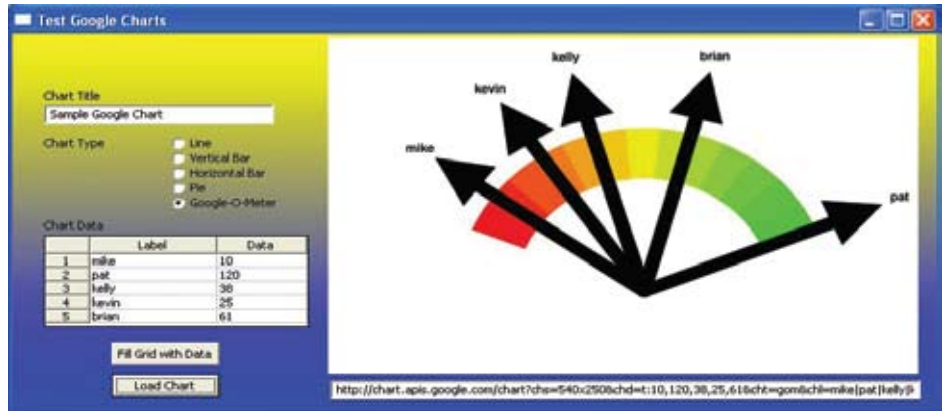 Test Google Charts
Chart Title
Sample Google Chart
Chart Type
Line
Vertical Bar
Horizontal Bar
Pie
Google-O-Meter
Chart Data
Label Data
1 mike 10
2 pat 120
3 kelly 38
4 kevin 25
5 brian 61
Fill Grid with Data
Load Chart
kelly
brian
kevin
mike
pat
http://chart.apis.google.com/chart?chs=540x250&chd=t:10,120,38,25,61&cht=gom&chl=mike|pat|kelly|k